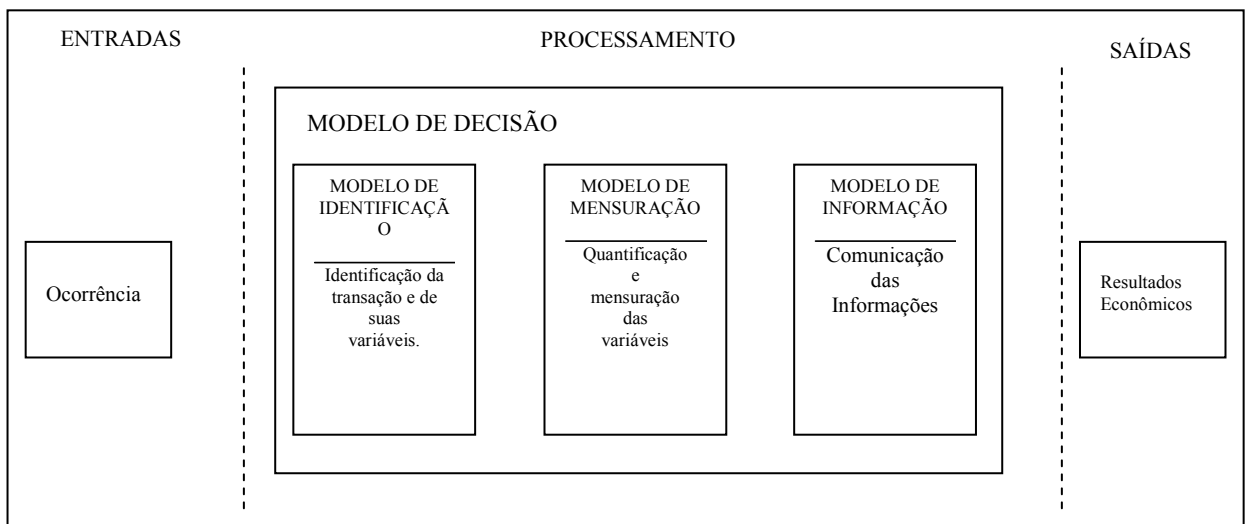 ENTRADAS
PROCESSAMENTO
SAÍDAS
MODELO DE DECISÃO
MODELO DE
IDENTIFICAÇÃ
O
Identificação da
transação e de
suas
variáveis.
MODELO DE
MENSURAÇÃO
Quantificação
e
mensuração
das
variáveis
MODELO DE
INFORMAÇÃO
Comunicação
das
Informações
Ocorrência
Resultados
Econômicos